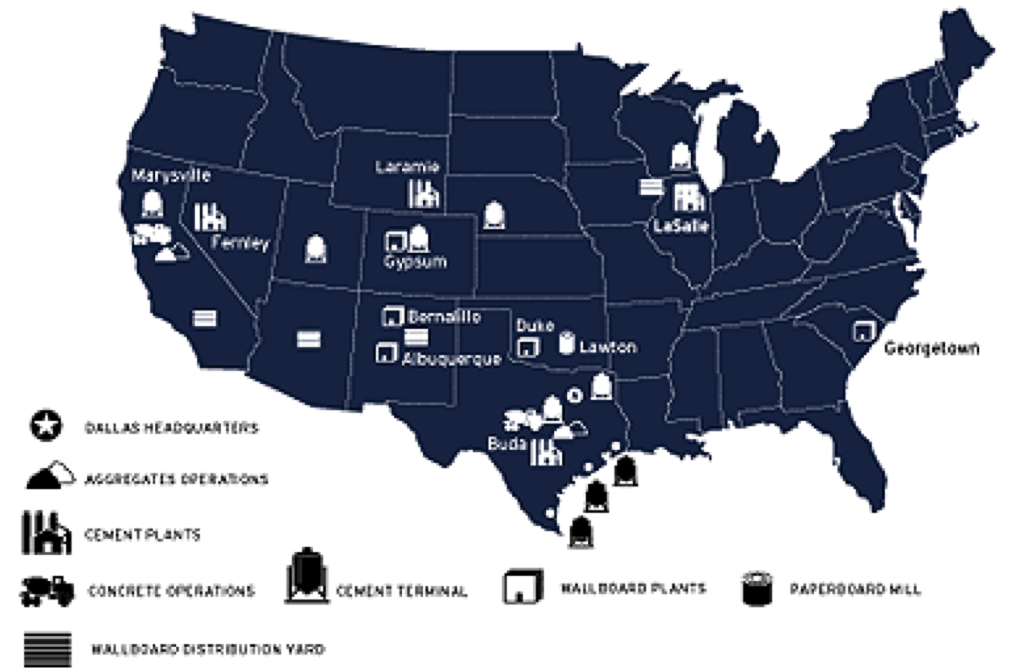 Laramie
Marysville
Fernley
LaSalle
Gypsum
Bernalillo
Duke
Albuquerque
Lawton
Georgetown
Buda
DALLAS HEADQUARTERS
AGGREGATES OPERATIONS
CEMENT PLANTS
CONCRETE OPERATIONS
CEMENT TERMINAL
WALLBOARD PLANTS
PAPERBOARD MILL
WALLBOARD DISTRIBUTION YARD